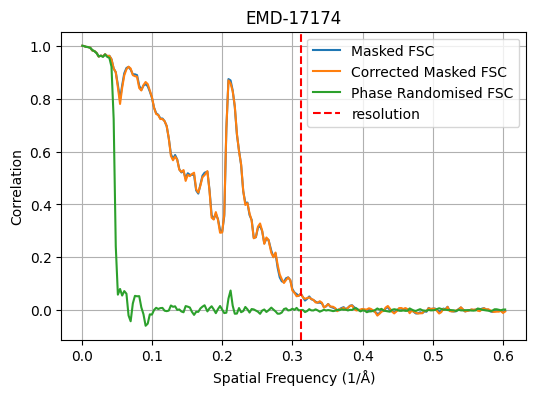 EMD-17174
Masked FSC
Corrected Masked FSC
Phase Randomised FSC
resolution
Correlation
1.0
0.8
0.6
0.4
0.2
0.0
0.0 0.1 0.2 0.3 0.4 0.5 0.6
Spatial Frequency (1/Å)